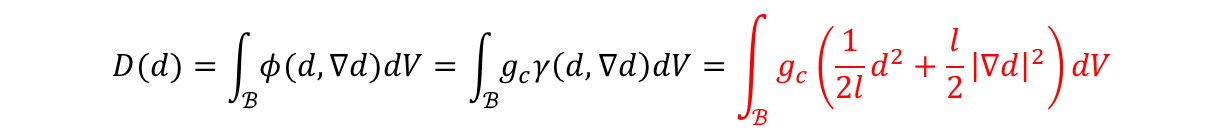 D(d) = ∫_ℬ ϕ(d, ∇d)dV = ∫_ℬ g_c γ(d, ∇d)dV = ∫_ℬ g_c (1/2l d² + l/2 |∇d|²) dV